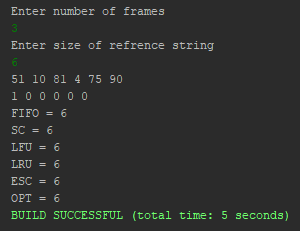 Enter number of frames
3
Enter size of refrence string
6
51 10 81 4 75 90
1 0 0 0 0 0
FIFO = 6
SC = 6
LFU = 6
LRU = 6
ESC = 6
OPT = 6
BUILD SUCCESSFUL (total time: 5 seconds)